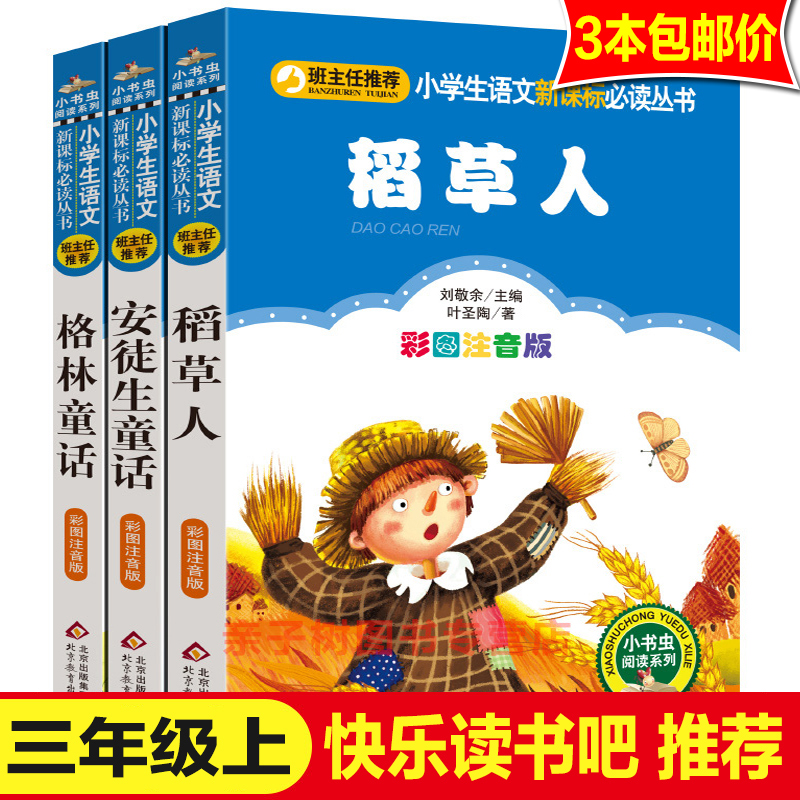 3本包邮价
班主任推荐
BANZHUREN TUIJIAN
小学生语文新课标必读丛书
稻草人
DAO CAO REN
刘敬余/主编
叶圣陶/著
彩图注音版
小书虫
阅读系列
小学生语文
新课标必读丛书
班主任
推荐
格林童话
彩图注音版
小书虫
阅读系列
小学生语文
新课标必读丛书
班主任
推荐
安徒生童话
彩图注音版
北京出版
小书虫
阅读系列
小学生语文
新课标必读丛书
班主任
推荐
稻草人
彩图注音版
XIAOSHUCHONG YUEDU XILIE
小书虫
阅读系列
三年级上
快乐读书吧 推荐